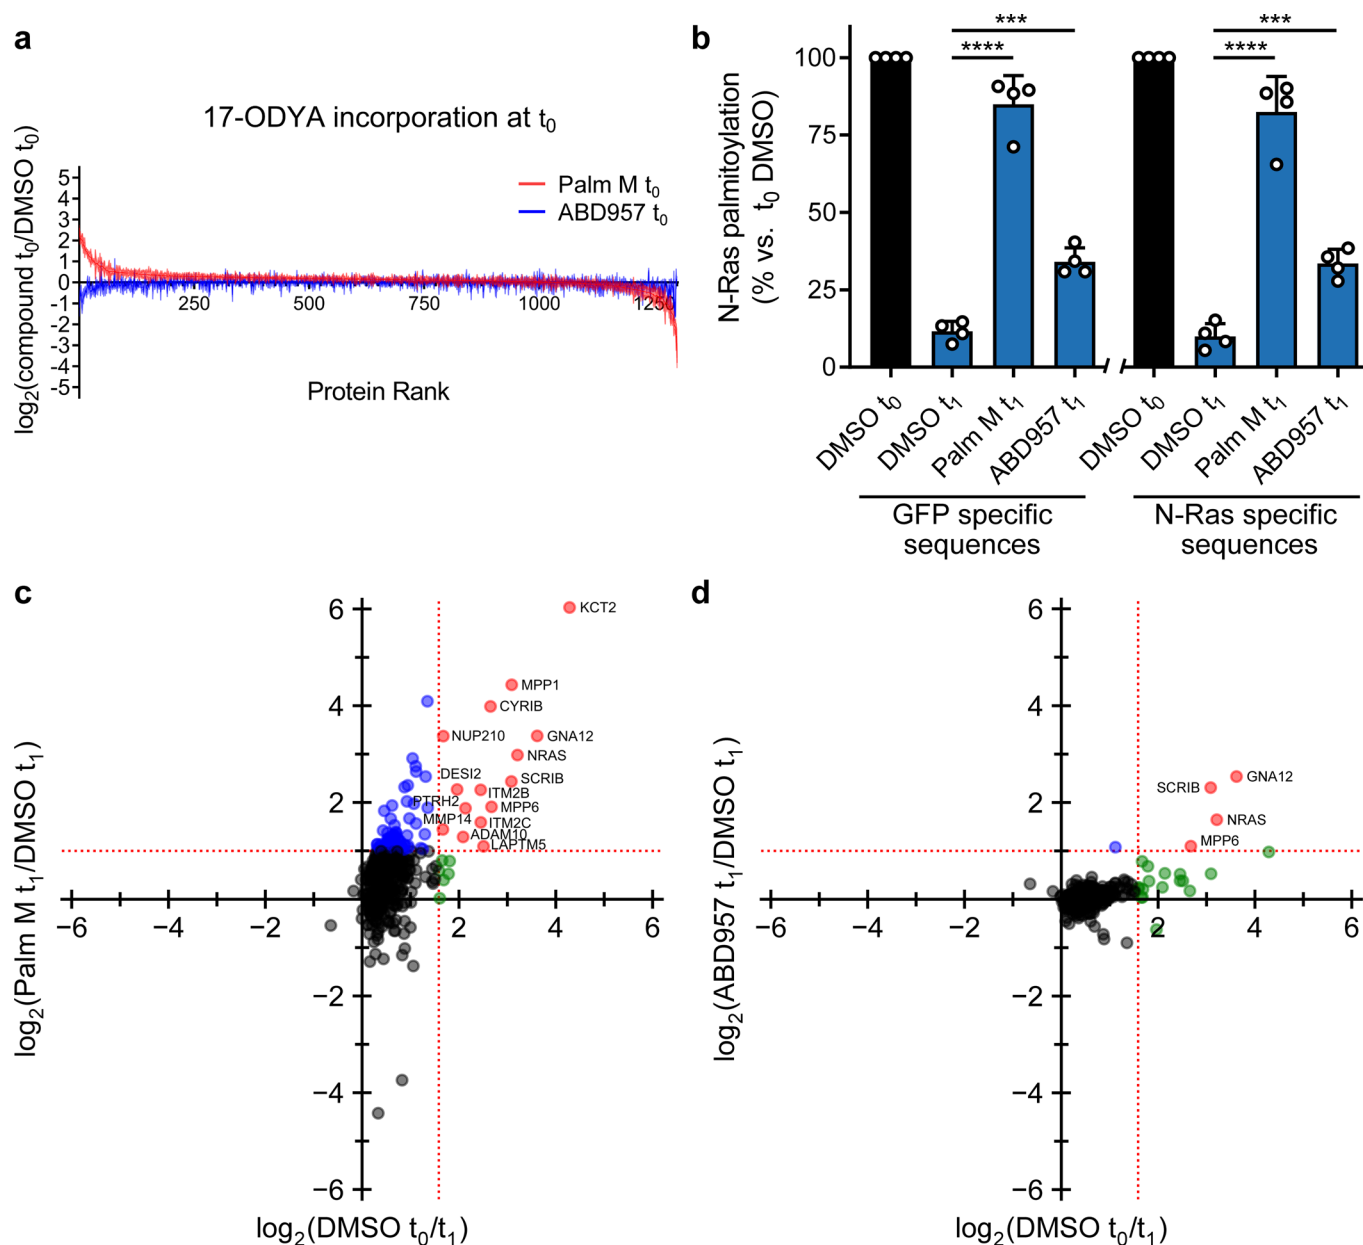 a
17-ODYA incorporation at t0
log2(compound t0/DMSO t0)
5
4
3
2
1
0
-1
-2
-3
-4
-5
250
500
750
1000
1250
Protein Rank
Palm M t0
ABD957 t0
b
N-Ras palmitoylation
(% vs. t0 DMSO)
100
75
50
25
0
***
****
***
****
DMSO t0
DMSO t1
Palm M t1
ABD957 t1
DMSO t0
DMSO t1
Palm M t1
ABD957 t1
GFP specific
sequences
N-Ras specific
sequences
c
log2(Palm M t1/DMSO t1)
6
4
2
−2
−4
−6
−6
−4
−2
2
4
6
KCT2
MPP1
CYRIB
NUP210
GNA12
NRAS
DESI2
SCRIB
ITM2B
PTRH2
MPP6
MMP14
ITM2C
ADAM10
LAPTM5
log2(DMSO t0/t1)
d
log2(ABD957 t1/DMSO t1)
6
4
2
−2
−4
−6
−6
−4
−2
2
4
6
GNA12
SCRIB
NRAS
MPP6
log2(DMSO t0/t1)